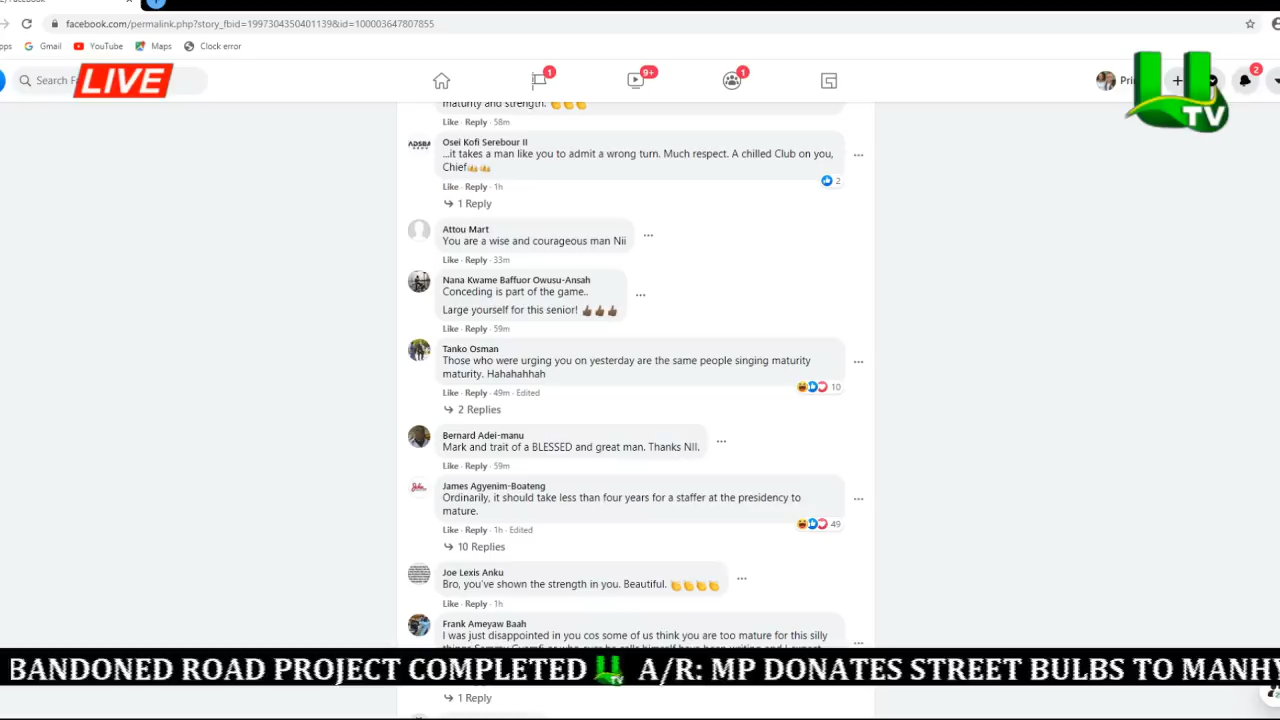 facebook.com/permalink.php?story_fbid=1997304350401139&id=100003647807855
Gmail YouTube Maps Clock error
LIVE
Search
1 9+ 1 2
UTV
maturity and strength. 👏👏👏
Like · Reply · 58m
Osei Kofi Serebour II
...it takes a man like you to admit a wrong turn. Much respect. A chilled Club on you,
Chief
2
Like · Reply · 1h
1 Reply
Attou Mart
You are a wise and courageous man Nii
Like · Reply · 33m
Nana Kwame Baffuor Owusu-Ansah
Conceding is part of the game..
Large yourself for this senior! 👍🏾👍🏾👍🏾
Like · Reply · 59m
Tanko Osman
Those who were urging you on yesterday are the same people singing maturity
maturity. Hahahahhah
10
Like · Reply · 49m · Edited
2 Replies
Bernard Adei-manu
Mark and trait of a BLESSED and great man. Thanks NII.
Like · Reply · 59m
James Agyenim-Boateng
Ordinarily, it should take less than four years for a staffer at the presidency to
mature.
49
Like · Reply · 1h · Edited
10 Replies
Joe Lexis Anku
Bro, you've shown the strength in you. Beautiful. 👏👏👏👏
Like · Reply · 1h
Frank Ameyaw Baah
I was just disappointed in you cos some of us think you are too mature for this silly
BANDONED ROAD PROJECT COMPLETED UTV A/R: MP DONATES STREET BULBS TO MANHY
1 Reply